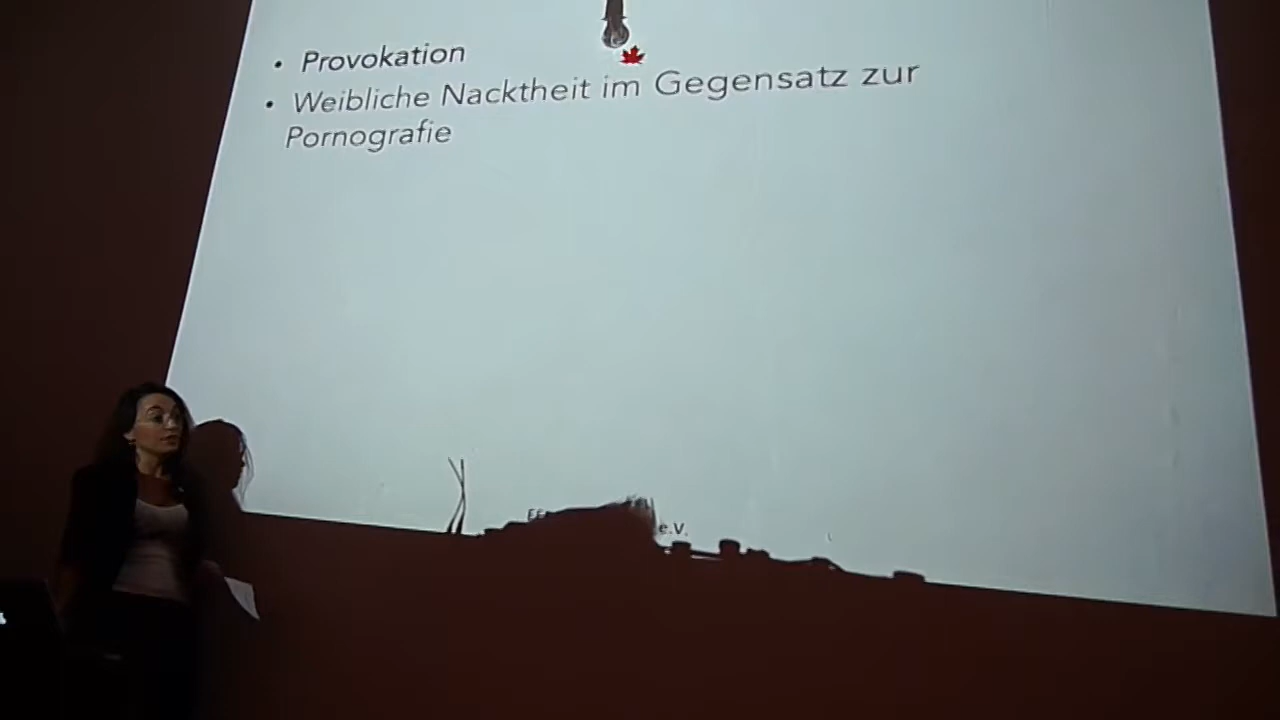 • Provokation
• Weibliche Nacktheit im Gegensatz zur
Pornografie
e.V.